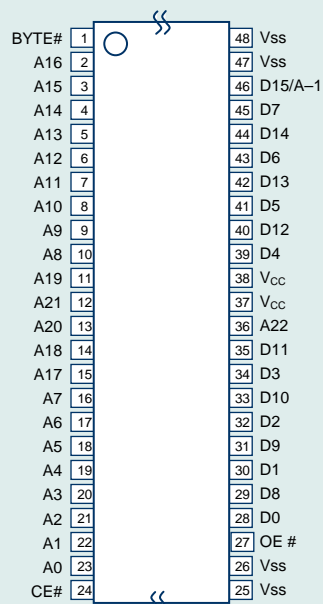 BYTE# 1 48 Vss
A16 2 47 Vss
A15 3 46 D15/A–1
A14 4 45 D7
A13 5 44 D14
A12 6 43 D6
A11 7 42 D13
A10 8 41 D5
A9 9 40 D12
A8 10 39 D4
A19 11 38 VCC
A21 12 37 VCC
A20 13 36 A22
A18 14 35 D11
A17 15 34 D3
A7 16 33 D10
A6 17 32 D2
A5 18 31 D9
A4 19 30 D1
A3 20 29 D8
A2 21 28 D0
A1 22 27 OE #
A0 23 26 Vss
CE# 24 25 Vss